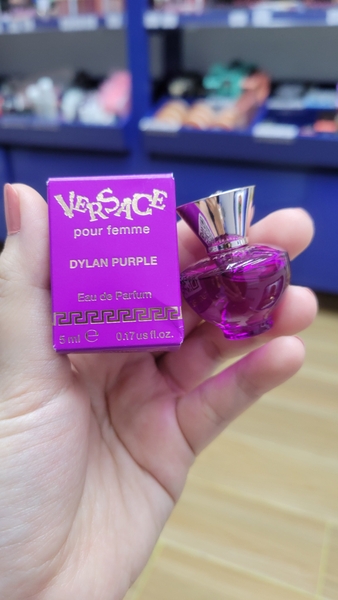 VERSACE
pour femme
DYLAN PURPLE
Eau de Parfum
5 ml e 0.17 us fl.oz.